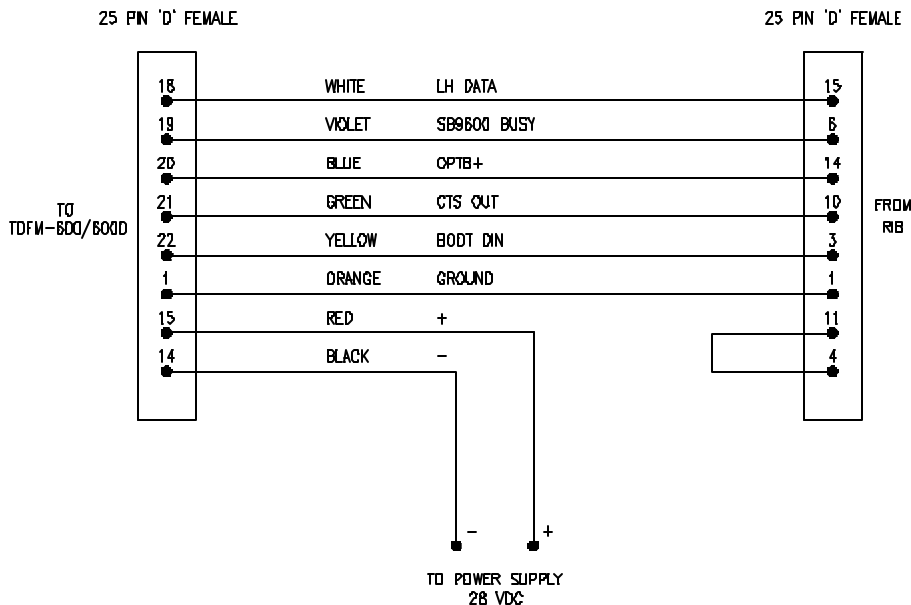 25 PIN 'D' FEMALE 25 PIN 'D' FEMALE
18 WHITE LH DATA 15
19 VIOLET SB9600 BUSY 6
20 BLUE OPTB+ 14
21 GREEN CTS OUT 10
22 YELLOW BOOT DIN 3
1 ORANGE GROUND 1
15 RED + 11
14 BLACK - 4
TO
TDFM-600/6000
FROM
RIB
- +
TO POWER SUPPLY
28 VDC